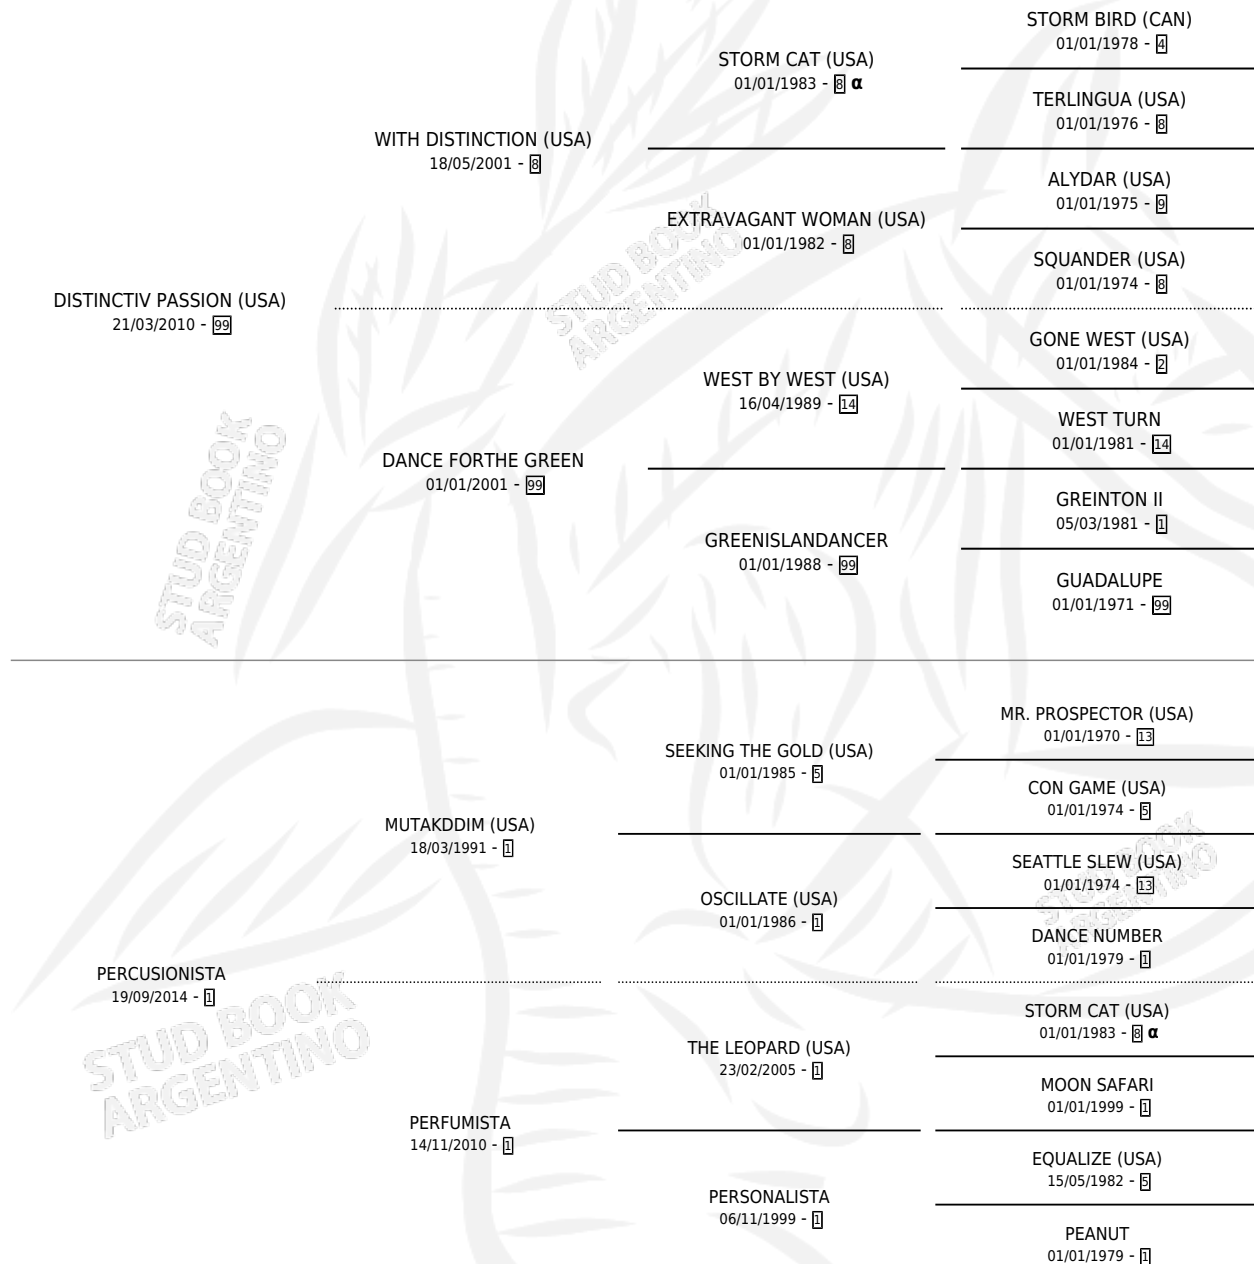 STORM BIRD (CAN)
01/01/1978 - 4
STORM CAT (USA)
01/01/1983 - 8 α
TERLINGUA (USA)
01/01/1976 - 8
WITH DISTINCTION (USA)
18/05/2001 - 8
ALYDAR (USA)
01/01/1975 - 9
EXTRAVAGANT WOMAN (USA)
01/01/1982 - 8
SQUANDER (USA)
01/01/1974 - 8
DISTINCTIV PASSION (USA)
21/03/2010 - 99
GONE WEST (USA)
01/01/1984 - 2
WEST BY WEST (USA)
16/04/1989 - 14
WEST TURN
01/01/1981 - 14
DANCE FORTHE GREEN
01/01/2001 - 99
GREINTON II
05/03/1981 - 1
GREENISLANDANCER
01/01/1988 - 99
GUADALUPE
01/01/1971 - 99
STUD BOOK
ARGENTINO
STUD BOOK
ARGENTINO
MR. PROSPECTOR (USA)
01/01/1970 - 13
SEEKING THE GOLD (USA)
01/01/1985 - 5
CON GAME (USA)
01/01/1974 - 5
MUTAKDDIM (USA)
18/03/1991 - 1
SEATTLE SLEW (USA)
01/01/1974 - 13
OSCILLATE (USA)
01/01/1986 - 1
DANCE NUMBER
01/01/1979 - 1
PERCUSIONISTA
19/09/2014 - 1
STORM CAT (USA)
01/01/1983 - 8 α
THE LEOPARD (USA)
23/02/2005 - 1
MOON SAFARI
01/01/1999 - 1
PERFUMISTA
14/11/2010 - 1
EQUALIZE (USA)
15/05/1982 - 5
PERSONALISTA
06/11/1999 - 1
PEANUT
01/01/1979 - 1
STUD BOOK
ARGENTINO
STUD BOOK
ARGENTINO